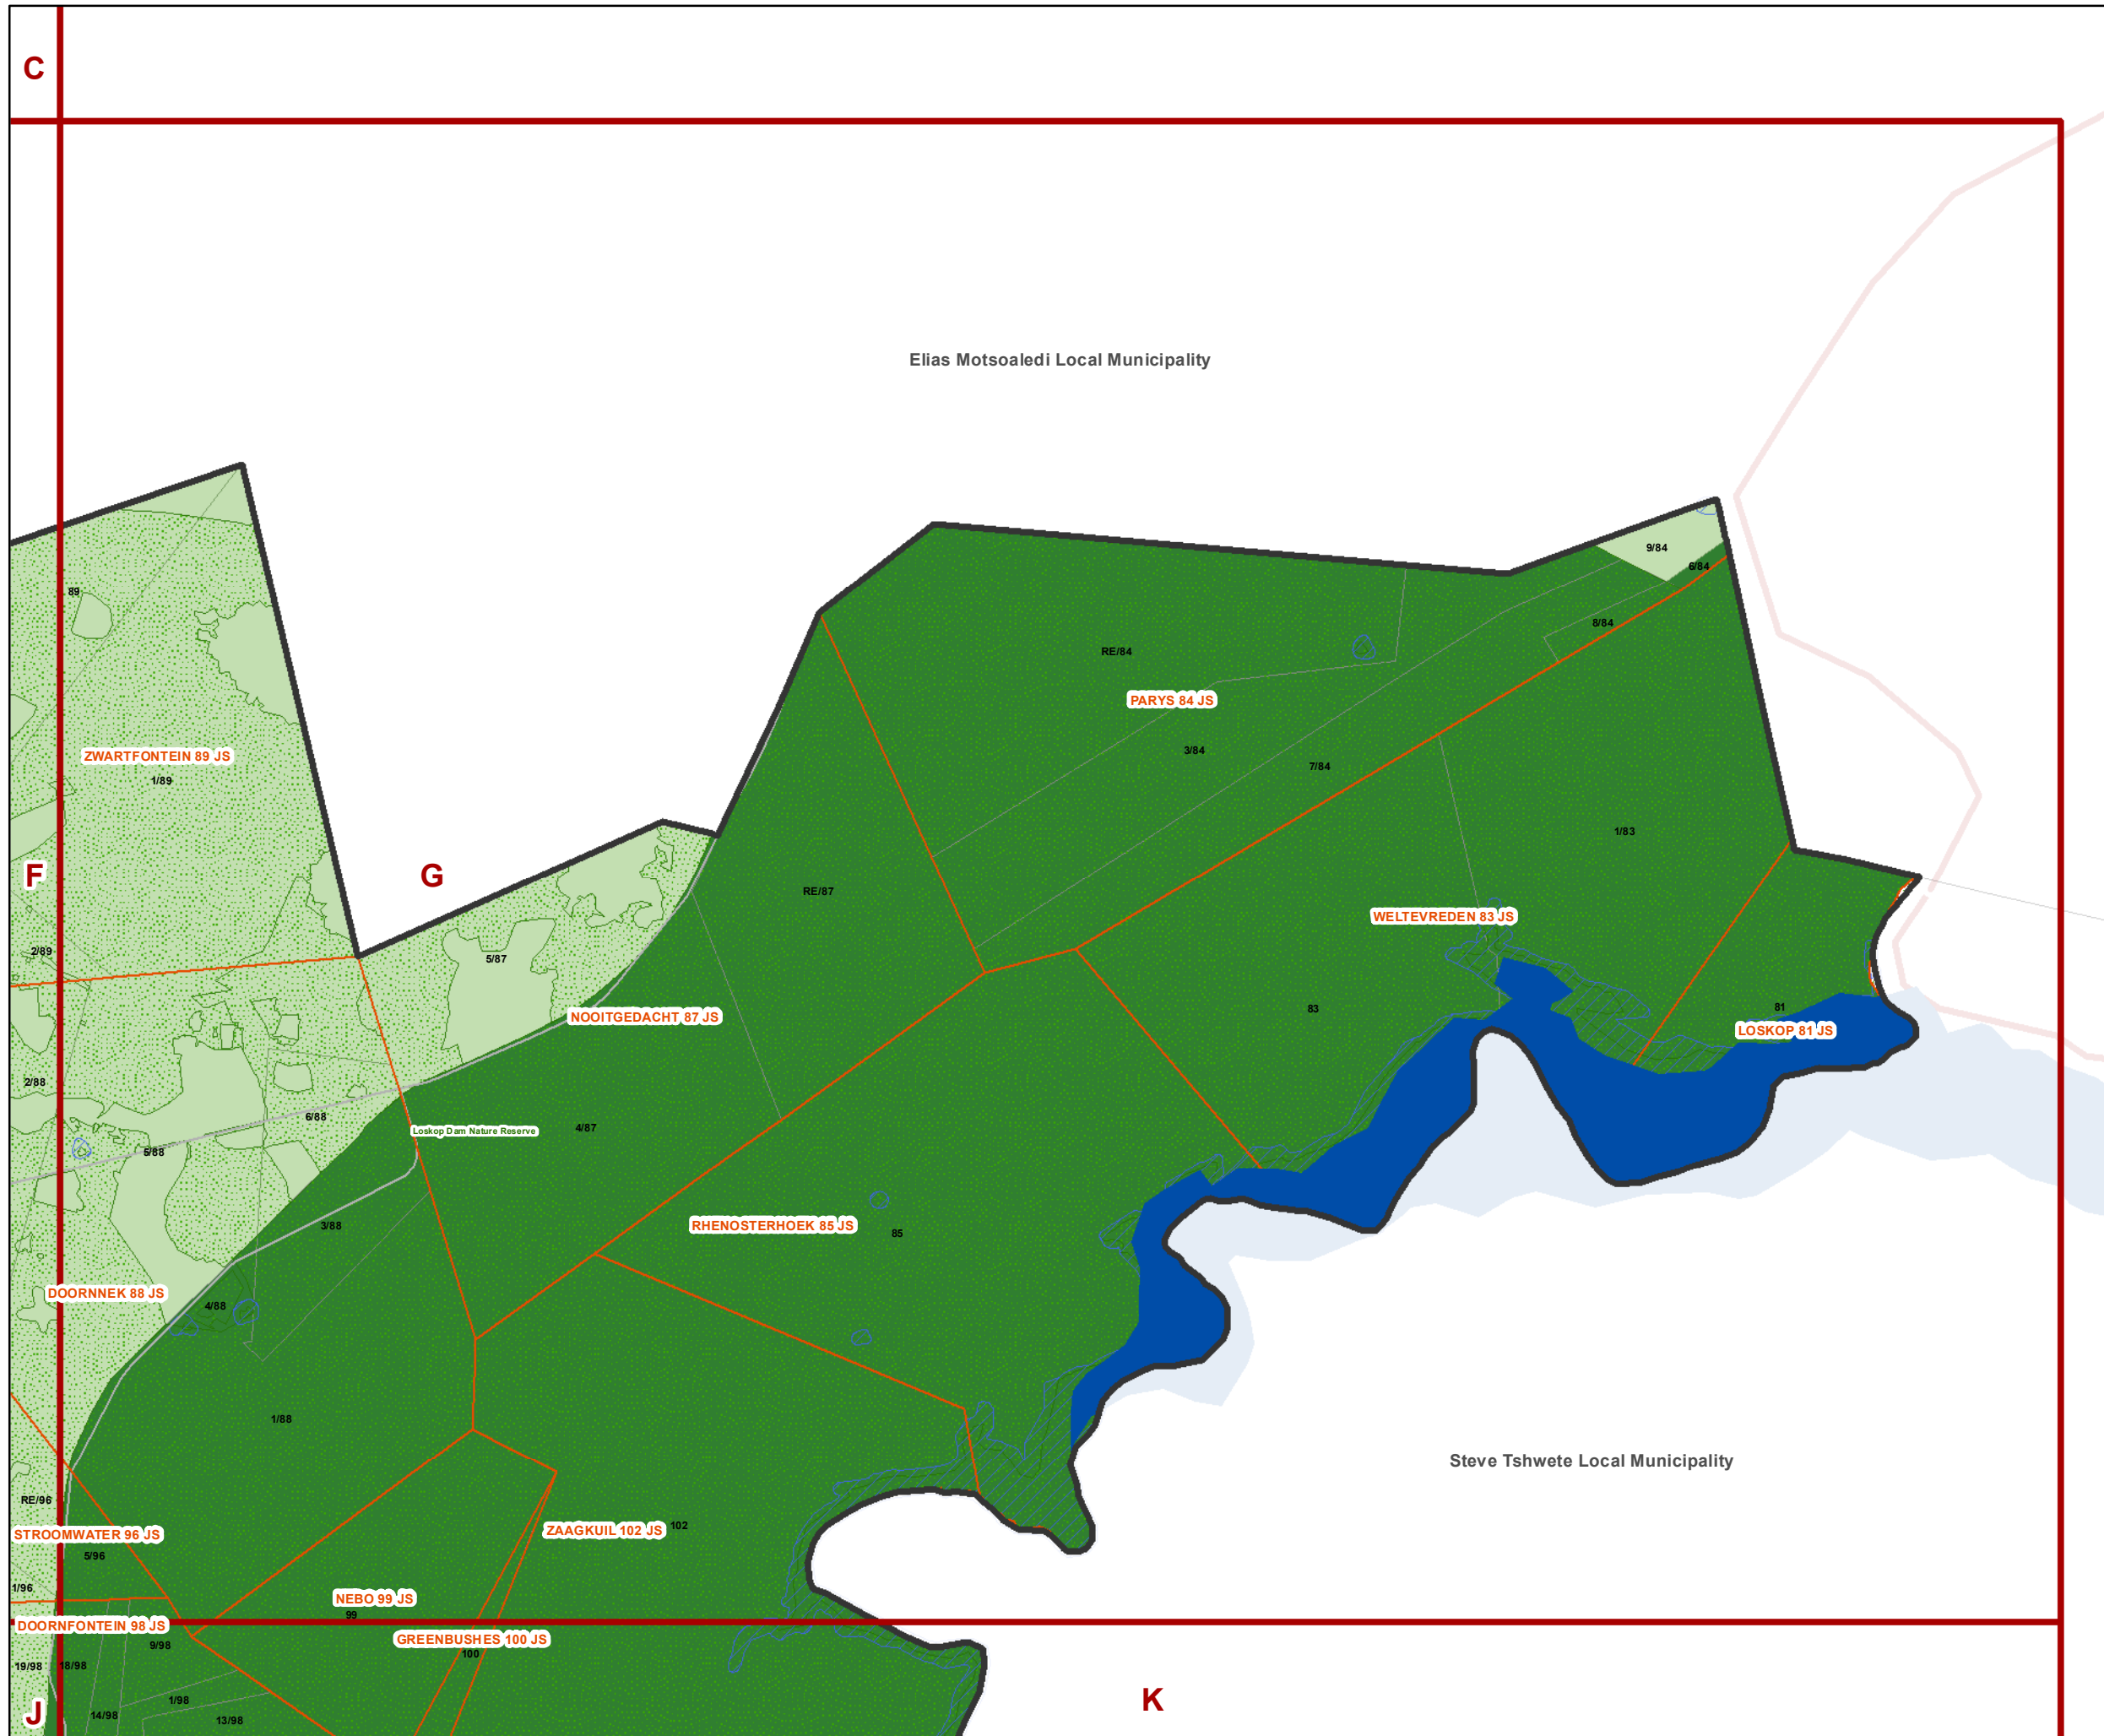 C
Elias Motsoaledi Local Municipality
9/84
6/84
89
8/84
RE/84
PARYS 84 JS
3/84
ZWARTFONTEIN 89 JS
7/84
1/89
1/83
F
G
RE/87
WELTEVREDEN 83 JS
2/89
5/87
81
83
NOOITGEDACHT 87 JS
LOSKOP 81 JS
2/88
6/88
4/87
Loskop Dam Nature Reserve
5/88
3/88
RHENOSTERHOEK 85 JS
85
DOORNNEK 88 JS
4/88
1/88
Steve Tshwete Local Municipality
RE/96
102
ZAAGKUIL 102 JS
STROOMWATER 96 JS
5/96
1/96
NEBO 99 JS
99
DOORNFONTEIN 98 JS
GREENBUSHES 100 JS
9/98
100
19/98
18/98
1/98
K
J
14/98
13/98